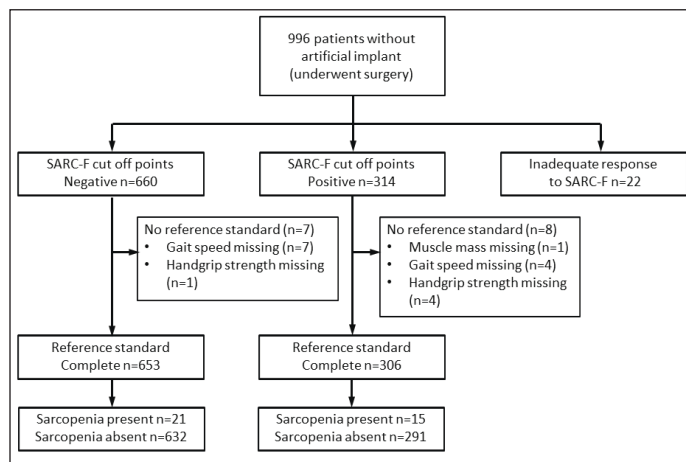 996 patients without
artificial implant
(underwent surgery)
SARC-F cut off points
Negative n=660
SARC-F cut off points
Positive n=314
Inadequate response
to SARC-F n=22
No reference standard (n=7)
• Gait speed missing (n=7)
• Handgrip strength missing
(n=1)
No reference standard (n=8)
• Muscle mass missing (n=1)
• Gait speed missing (n=4)
• Handgrip strength missing
(n=4)
Reference standard
Complete n=653
Reference standard
Complete n=306
Sarcopenia present n=21
Sarcopenia absent n=632
Sarcopenia present n=15
Sarcopenia absent n=291